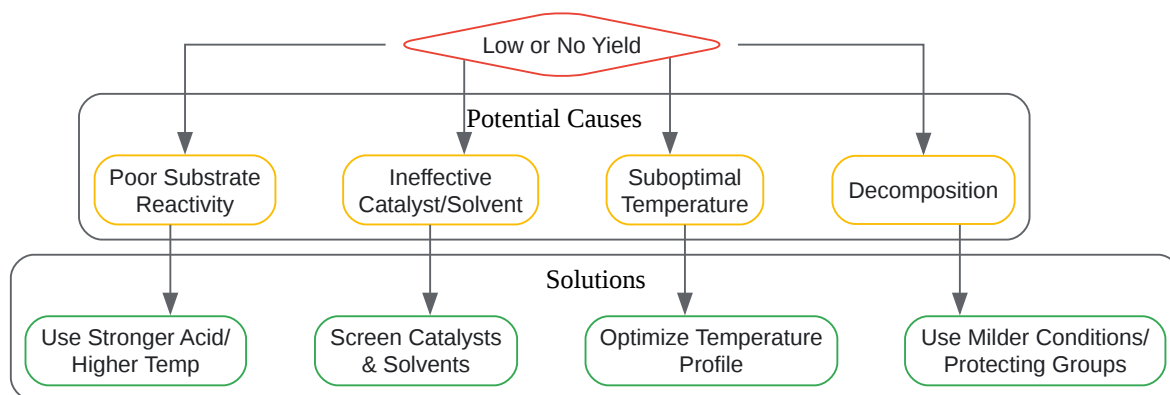 Low or No Yield
Potential Causes
Poor Substrate
Reactivity
Ineffective
Catalyst/Solvent
Suboptimal
Temperature
Decomposition
Solutions
Use Stronger Acid/
Higher Temp
Screen Catalysts
& Solvents
Optimize Temperature
Profile
Use Milder Conditions/
Protecting Groups